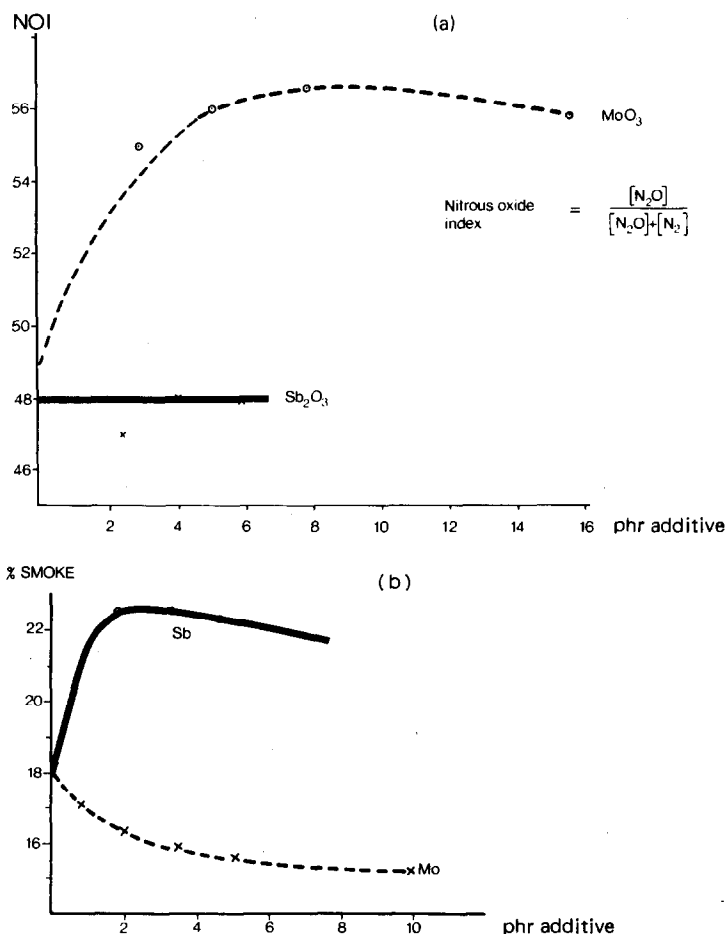 NOI
(a)
56
54
52
50
48
46
MoO₃
Nitrous oxide index = [N₂O] / [N₂O]+[N₂]
Sb₂O₃
2 4 6 8 10 12 14 16 phr additive
% SMOKE
(b)
22
20
18
16
Sb
Mo
2 4 6 8 10 phr additive